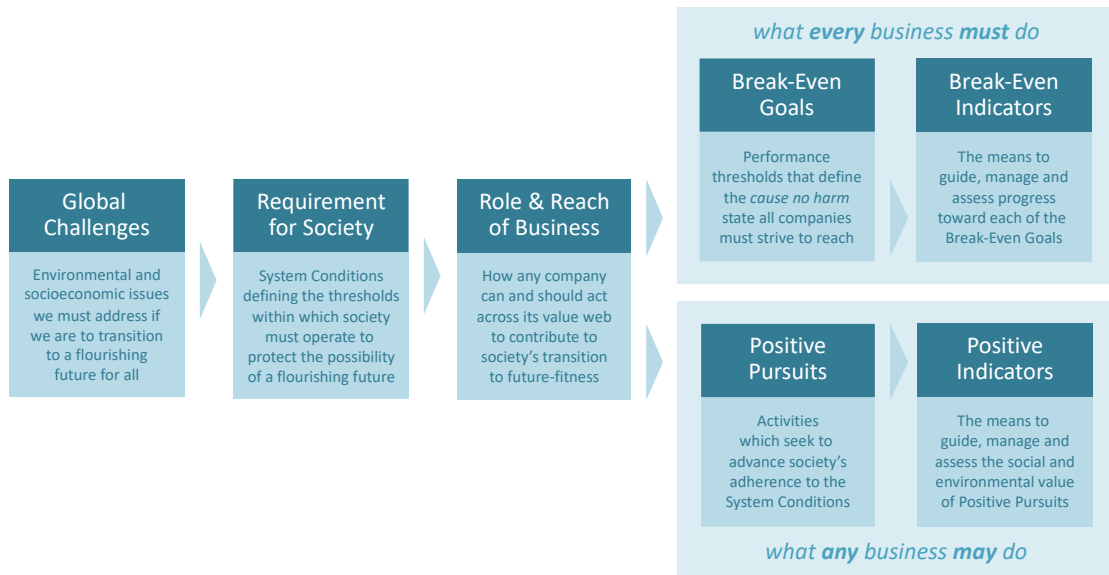 what every business must do
Break-Even
Goals
Performance
thresholds that define
the cause no harm
state all companies
must strive to reach
Break-Even
Indicators
The means to
guide, manage and
assess progress
toward each of the
Break-Even Goals
Global
Challenges
Environmental and
socioeconomic issues
we must address if
we are to transition
to a flourishing
future for all
Requirement
for Society
System Conditions
defining the thresholds
within which society
must operate to
protect the possibility
of a flourishing future
Role & Reach
of Business
How any company
can and should act
across its value web
to contribute to
society's transition
to future-fitness
Positive
Pursuits
Activities
which seek to
advance society's
adherence to the
System Conditions
Positive
Indicators
The means to
guide, manage and
assess the social and
environmental value
of Positive Pursuits
what any business may do